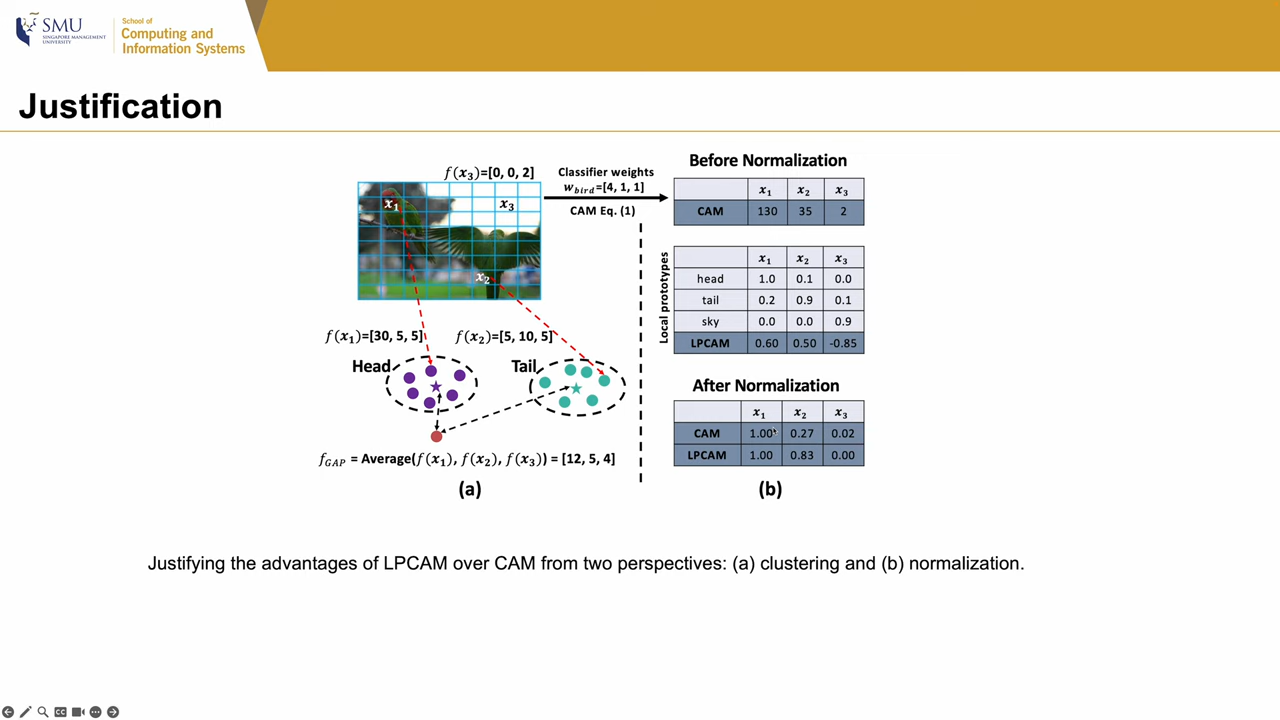 SMU
SINGAPORE MANAGEMENT
UNIVERSITY
School of
Computing and
Information Systems
Justification
f(x₃)=[0, 0, 2]
x₁
x₃
x₂
Classifier weights
w_bird=[4, 1, 1]
CAM Eq. (1)
f(x₁)=[30, 5, 5]
f(x₂)=[5, 10, 5]
Head
Tail
f_GAP = Average(f(x₁), f(x₂), f(x₃)) = [12, 5, 4]
(a)
Before Normalization
x₁ x₂ x₃
CAM 130 35 2
Local prototypes
x₁ x₂ x₃
head 1.0 0.1 0.0
tail 0.2 0.9 0.1
sky 0.0 0.0 0.9
LPCAM 0.60 0.50 -0.85
After Normalization
x₁ x₂ x₃
CAM 1.00 0.27 0.02
LPCAM 1.00 0.83 0.00
(b)
Justifying the advantages of LPCAM over CAM from two perspectives: (a) clustering and (b) normalization.
CC